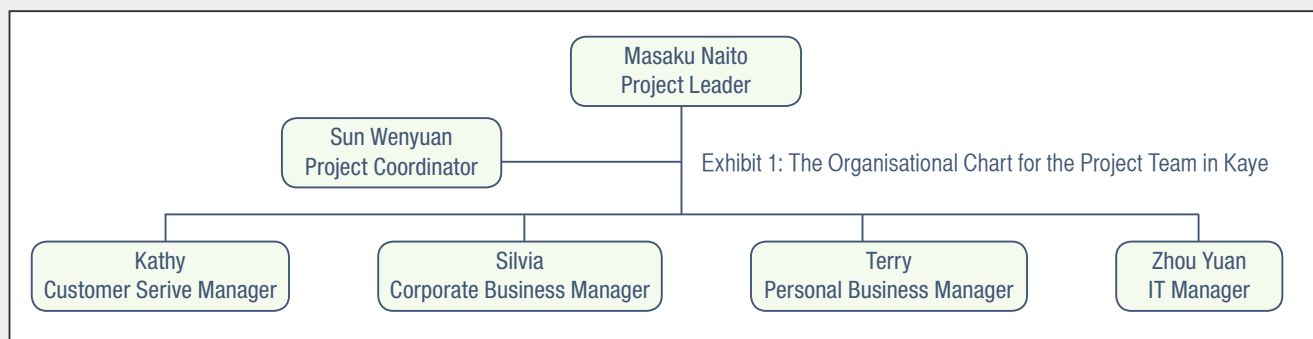 Masaku Naito
Project Leader
Sun Wenyuan
Project Coordinator
Exhibit 1: The Organisational Chart for the Project Team in Kaye
Kathy
Customer Serive Manager
Silvia
Corporate Business Manager
Terry
Personal Business Manager
Zhou Yuan
IT Manager